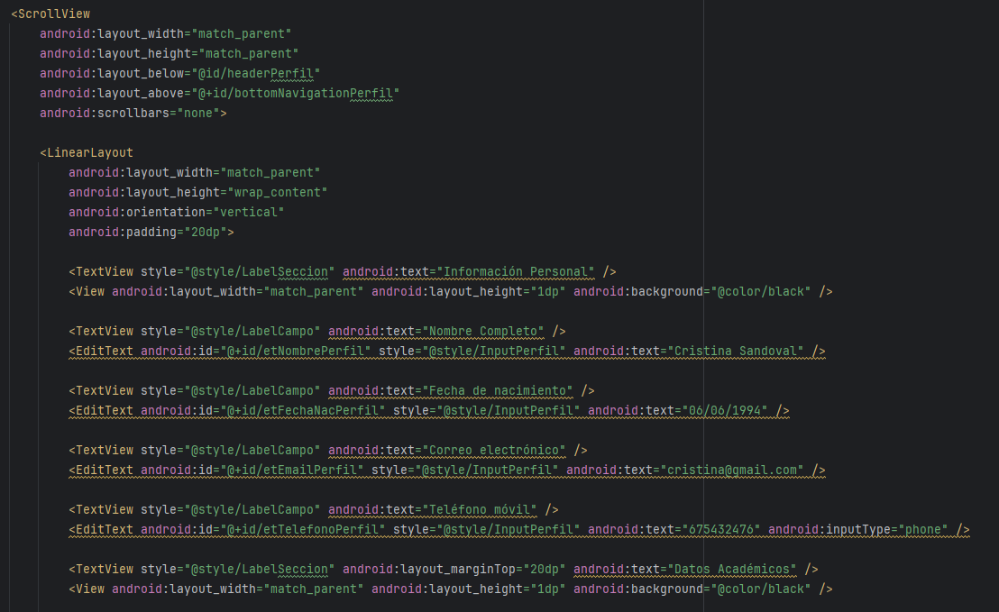 <ScrollView
android:layout_width="match_parent"
android:layout_height="match_parent"
android:layout_below="@id/headerPerfil"
android:layout_above="@+id/bottomNavigationPerfil"
android:scrollbars="none">
<LinearLayout
android:layout_width="match_parent"
android:layout_height="wrap_content"
android:orientation="vertical"
android:padding="20dp">
<TextView style="@style/LabelSeccion" android:text="Información Personal" />
<View android:layout_width="match_parent" android:layout_height="1dp" android:background="@color/black" />
<TextView style="@style/LabelCampo" android:text="Nombre Completo" />
<EditText android:id="@+id/etNombrePerfil" style="@style/InputPerfil" android:text="Cristina Sandoval" />
<TextView style="@style/LabelCampo" android:text="Fecha de nacimiento" />
<EditText android:id="@+id/etFechaNacPerfil" style="@style/InputPerfil" android:text="06/06/1994" />
<TextView style="@style/LabelCampo" android:text="Correo electrónico" />
<EditText android:id="@+id/etEmailPerfil" style="@style/InputPerfil" android:text="cristina@gmail.com" />
<TextView style="@style/LabelCampo" android:text="Teléfono móvil" />
<EditText android:id="@+id/etTelefonoPerfil" style="@style/InputPerfil" android:text="675432476" android:inputType="phone" />
<TextView style="@style/LabelSeccion" android:layout_marginTop="20dp" android:text="Datos Académicos" />
<View android:layout_width="match_parent" android:layout_height="1dp" android:background="@color/black" />